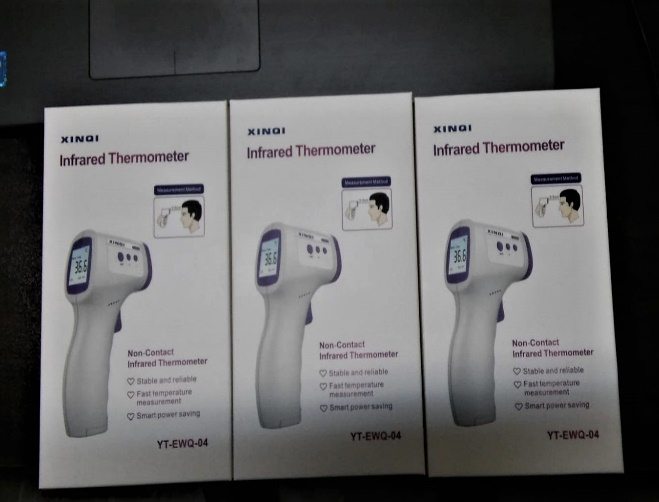 XINQI
Infrared Thermometer
Measurement Method
36.6
XINQI
Non-Contact
Infrared Thermometer
Stable and reliable
Fast temperature
measurement
Smart power saving
YT-EWQ-04
XINQI
Infrared Thermometer
Measurement Method
36.6
XINQI
Non-Contact
Infrared Thermometer
Stable and reliable
Fast temperature
measurement
Smart power saving
YT-EWQ-04
XINQI
Infrared Thermometer
Measurement Method
36.6
XINQI
Non-Contact
Infrared Thermometer
Stable and reliable
Fast temperature
measurement
Smart power saving
YT-EWQ-04